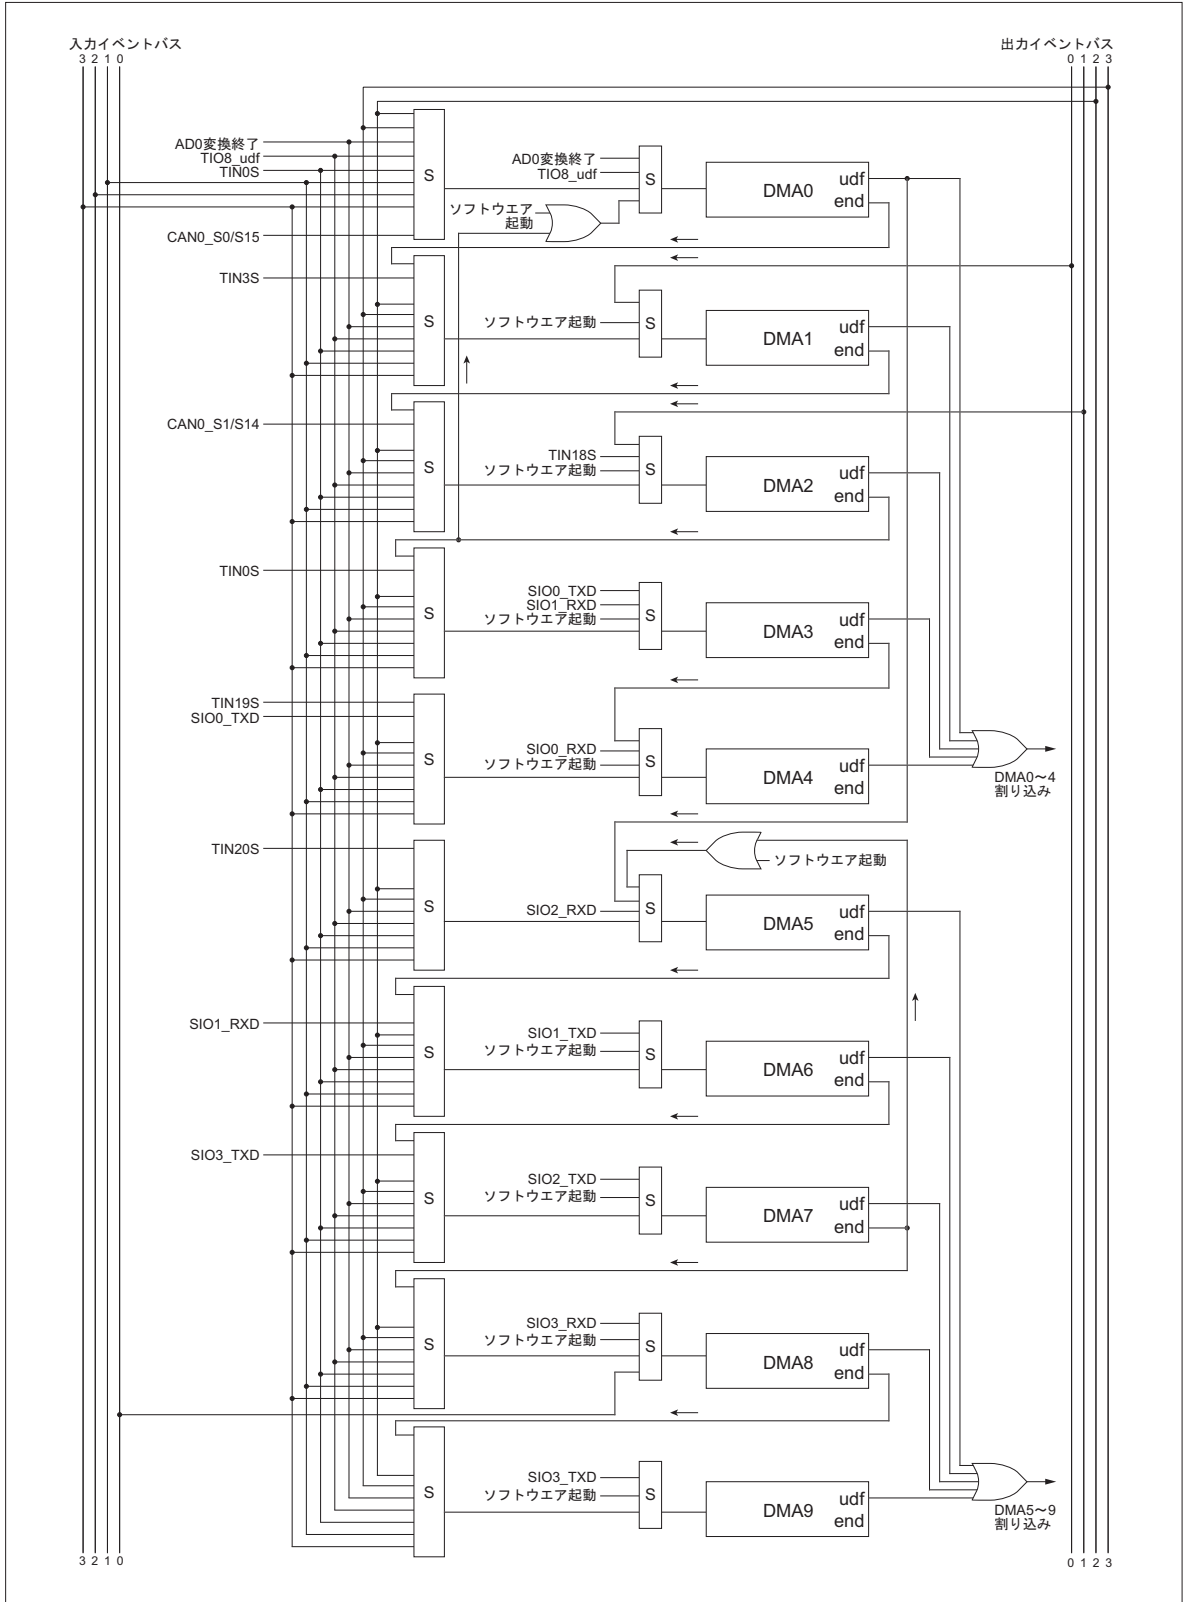 入力イベントバス
3 2 1 0
出力イベントバス
0 1 2 3
AD0変換終了
TIO8_udf
TIN0S
S
CAN0_S0/S15
AD0変換終了
TIO8_udf
S
ソフトウエア
起動
DMA0
udf
end
TIN3S
S
ソフトウエア起動
S
DMA1
udf
end
CAN0_S1/S14
S
TIN18S
ソフトウエア起動
S
DMA2
udf
end
TIN0S
S
SIO0_TXD
SIO1_RXD
ソフトウエア起動
S
DMA3
udf
end
TIN19S
SIO0_TXD
S
SIO0_RXD
ソフトウエア起動
S
DMA4
udf
end
DMA0～4
割り込み
TIN20S
S
ソフトウエア起動
SIO2_RXD
S
DMA5
udf
end
SIO1_RXD
S
SIO1_TXD
ソフトウエア起動
S
DMA6
udf
end
SIO3_TXD
S
SIO2_TXD
ソフトウエア起動
S
DMA7
udf
end
S
SIO3_RXD
ソフトウエア起動
S
DMA8
udf
end
S
SIO3_TXD
ソフトウエア起動
S
DMA9
udf
end
DMA5～9
割り込み
3 2 1 0
0 1 2 3